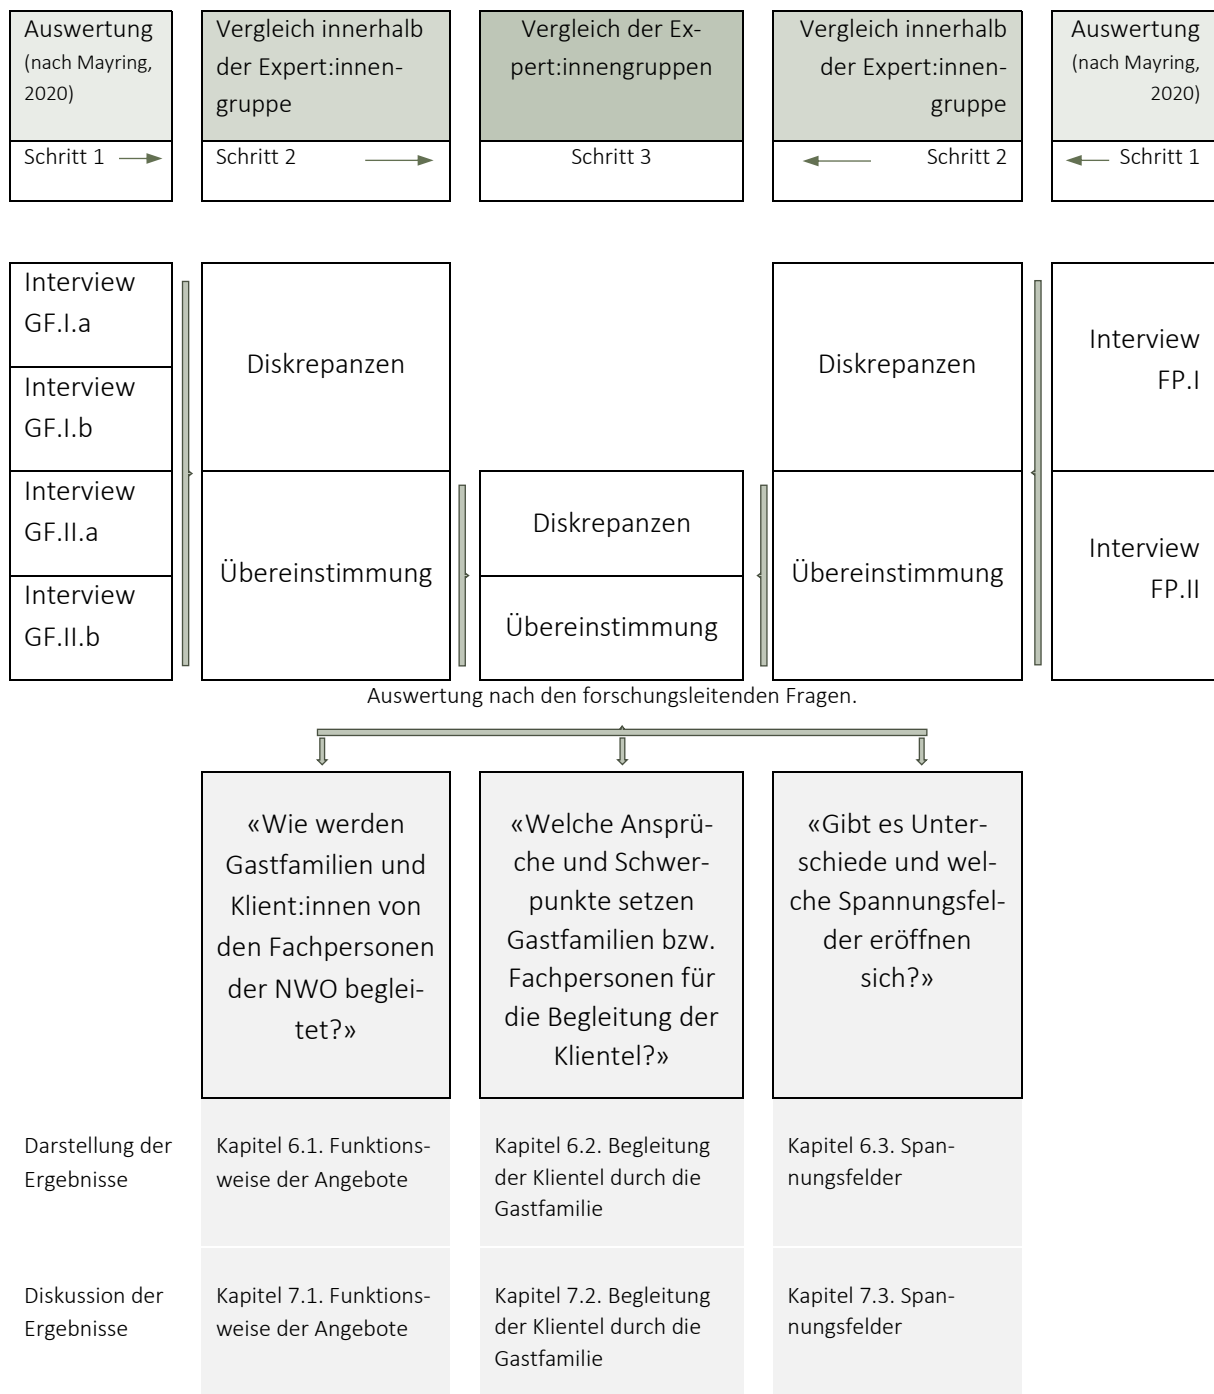 Auswertung
(nach Mayring,
2020)
Vergleich innerhalb
der Expert:innen-
gruppe
Vergleich der Ex-
pert:innengruppen
Vergleich innerhalb
der Expert:innen-
gruppe
Auswertung
(nach Mayring,
2020)
Schritt 1
Schritt 2
Schritt 3
Schritt 2
Schritt 1
Interview
GF.I.a
Interview
GF.I.b
Interview
GF.II.a
Interview
GF.II.b
Diskrepanzen
Übereinstimmung
Diskrepanzen
Übereinstimmung
Diskrepanzen
Übereinstimmung
Interview
FP.I
Interview
FP.II
Auswertung nach den forschungsleitenden Fragen.
«Wie werden
Gastfamilien und
Klient:innen von
den Fachpersonen
der NWO beglei-
tet?»
«Welche Ansprü-
che und Schwer-
punkte setzen
Gastfamilien bzw.
Fachpersonen für
die Begleitung der
Klientel?»
«Gibt es Unter-
schiede und wel-
che Spannungsfel-
der eröffnen
sich?»
Darstellung der
Ergebnisse
Kapitel 6.1. Funktions-
weise der Angebote
Kapitel 6.2. Begleitung
der Klientel durch die
Gastfamilie
Kapitel 6.3. Span-
nungsfelder
Diskussion der
Ergebnisse
Kapitel 7.1. Funktions-
weise der Angebote
Kapitel 7.2. Begleitung
der Klientel durch die
Gastfamilie
Kapitel 7.3. Span-
nungsfelder